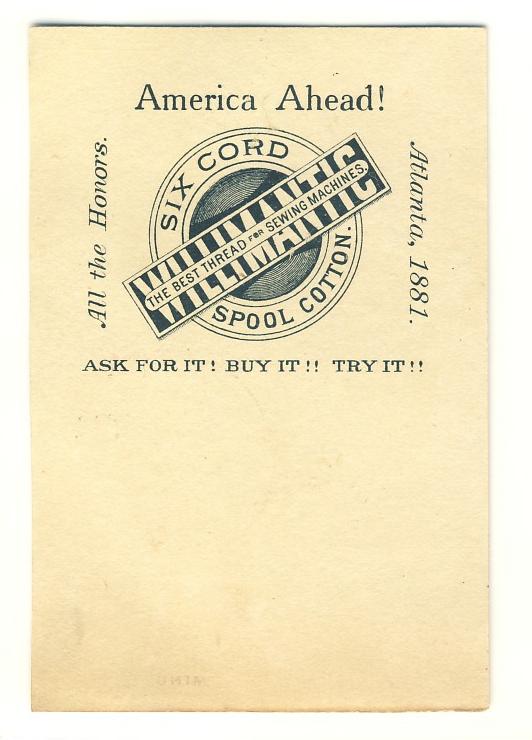 America Ahead!
All the Honors.
SIX CORD
WILLIMANTIC
THE BEST THREAD FOR SEWING MACHINES.
SPOOL COTTON.
Atlanta, 1881.
ASK FOR IT! BUY IT!! TRY IT!!